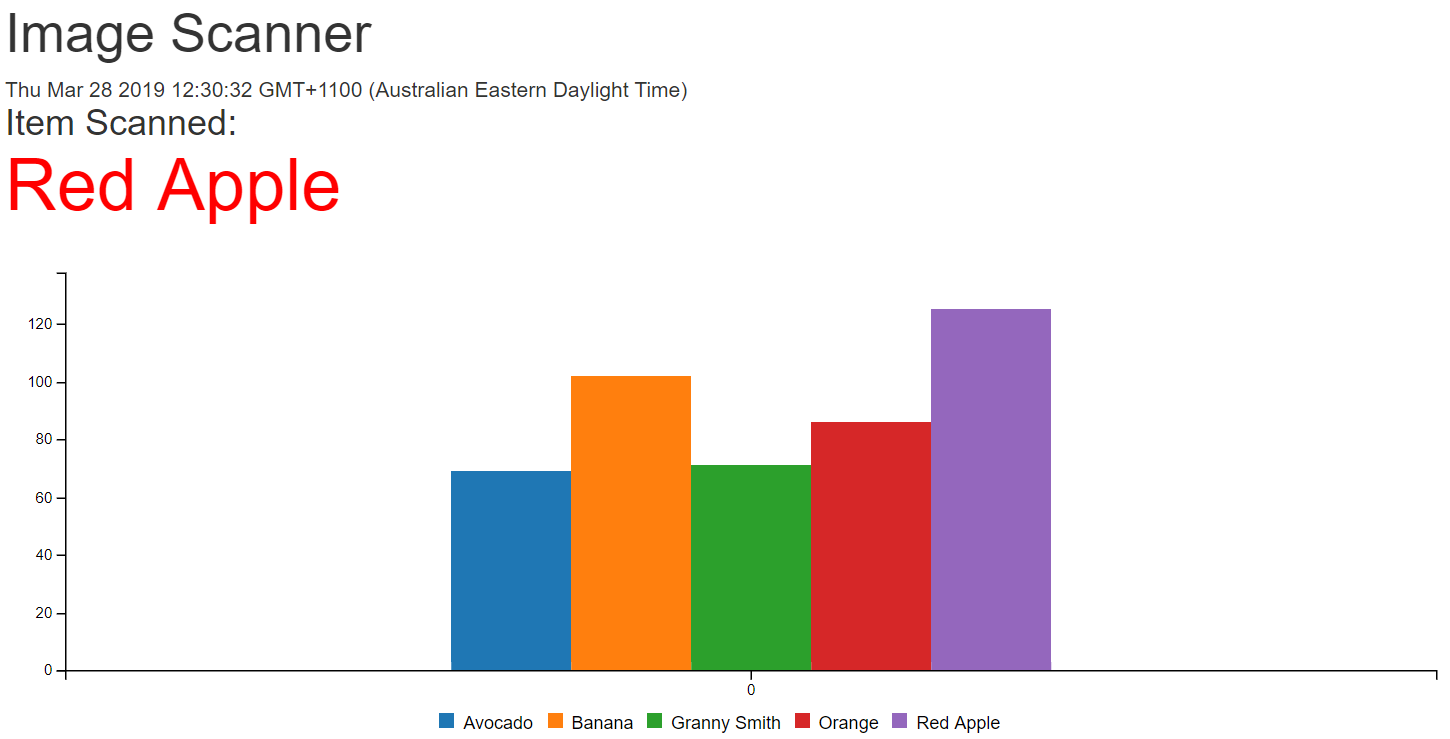 Image Scanner
Thu Mar 28 2019 12:30:32 GMT+1100 (Australian Eastern Daylight Time)
Item Scanned:
Red Apple
120
100
80
60
40
20
0
0
Avocado Banana Granny Smith Orange Red Apple